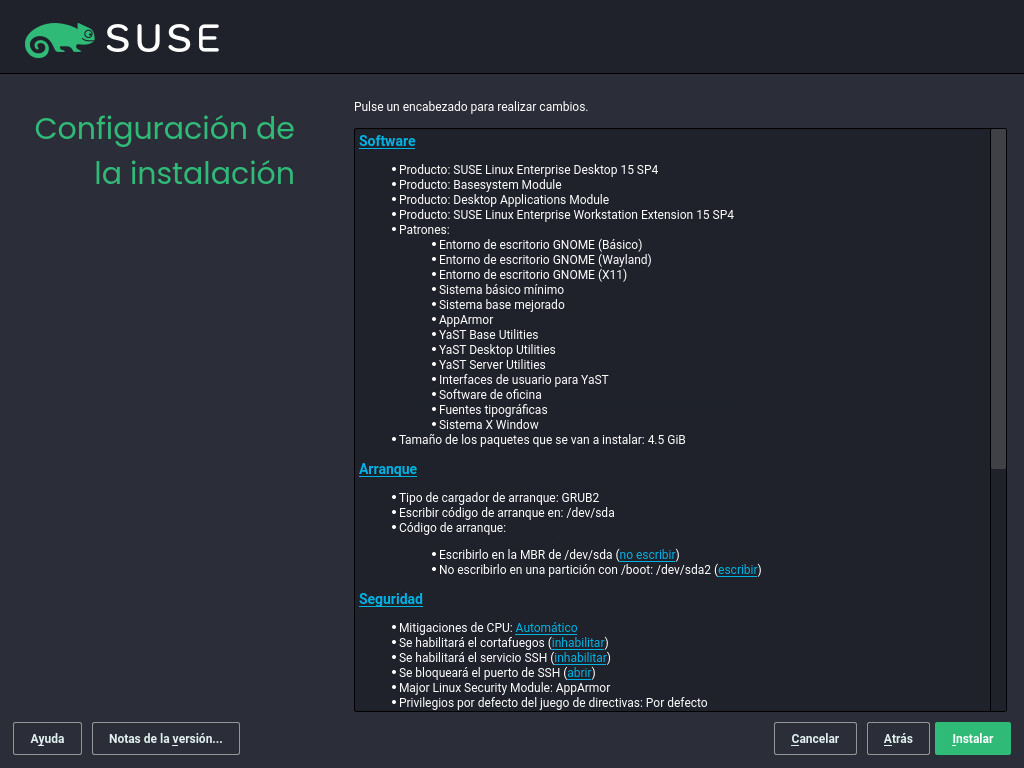 SUSE
Configuración de
la instalación
Pulse un encabezado para realizar cambios.
Software
• Producto: SUSE Linux Enterprise Desktop 15 SP4
• Producto: Basesystem Module
• Producto: Desktop Applications Module
• Producto: SUSE Linux Enterprise Workstation Extension 15 SP4
• Patrones:
• Entorno de escritorio GNOME (Básico)
• Entorno de escritorio GNOME (Wayland)
• Entorno de escritorio GNOME (X11)
• Sistema básico mínimo
• Sistema base mejorado
• AppArmor
• YaST Base Utilities
• YaST Desktop Utilities
• YaST Server Utilities
• Interfaces de usuario para YaST
• Software de oficina
• Fuentes tipográficas
• Sistema X Window
• Tamaño de los paquetes que se van a instalar: 4.5 GiB
Arranque
• Tipo de cargador de arranque: GRUB2
• Escribir código de arranque en: /dev/sda
• Código de arranque:
• Escribirlo en la MBR de /dev/sda (no escribir)
• No escribirlo en una partición con /boot: /dev/sda2 (escribir)
Seguridad
• Mitigaciones de CPU: Automático
• Se habilitará el cortafuegos (inhabilitar)
• Se habilitará el servicio SSH (inhabilitar)
• Se bloqueará el puerto de SSH (abrir)
• Major Linux Security Module: AppArmor
• Privilegios por defecto del juego de directivas: Por defecto
Ayuda
Notas de la versión...
Cancelar
Atrás
Instalar